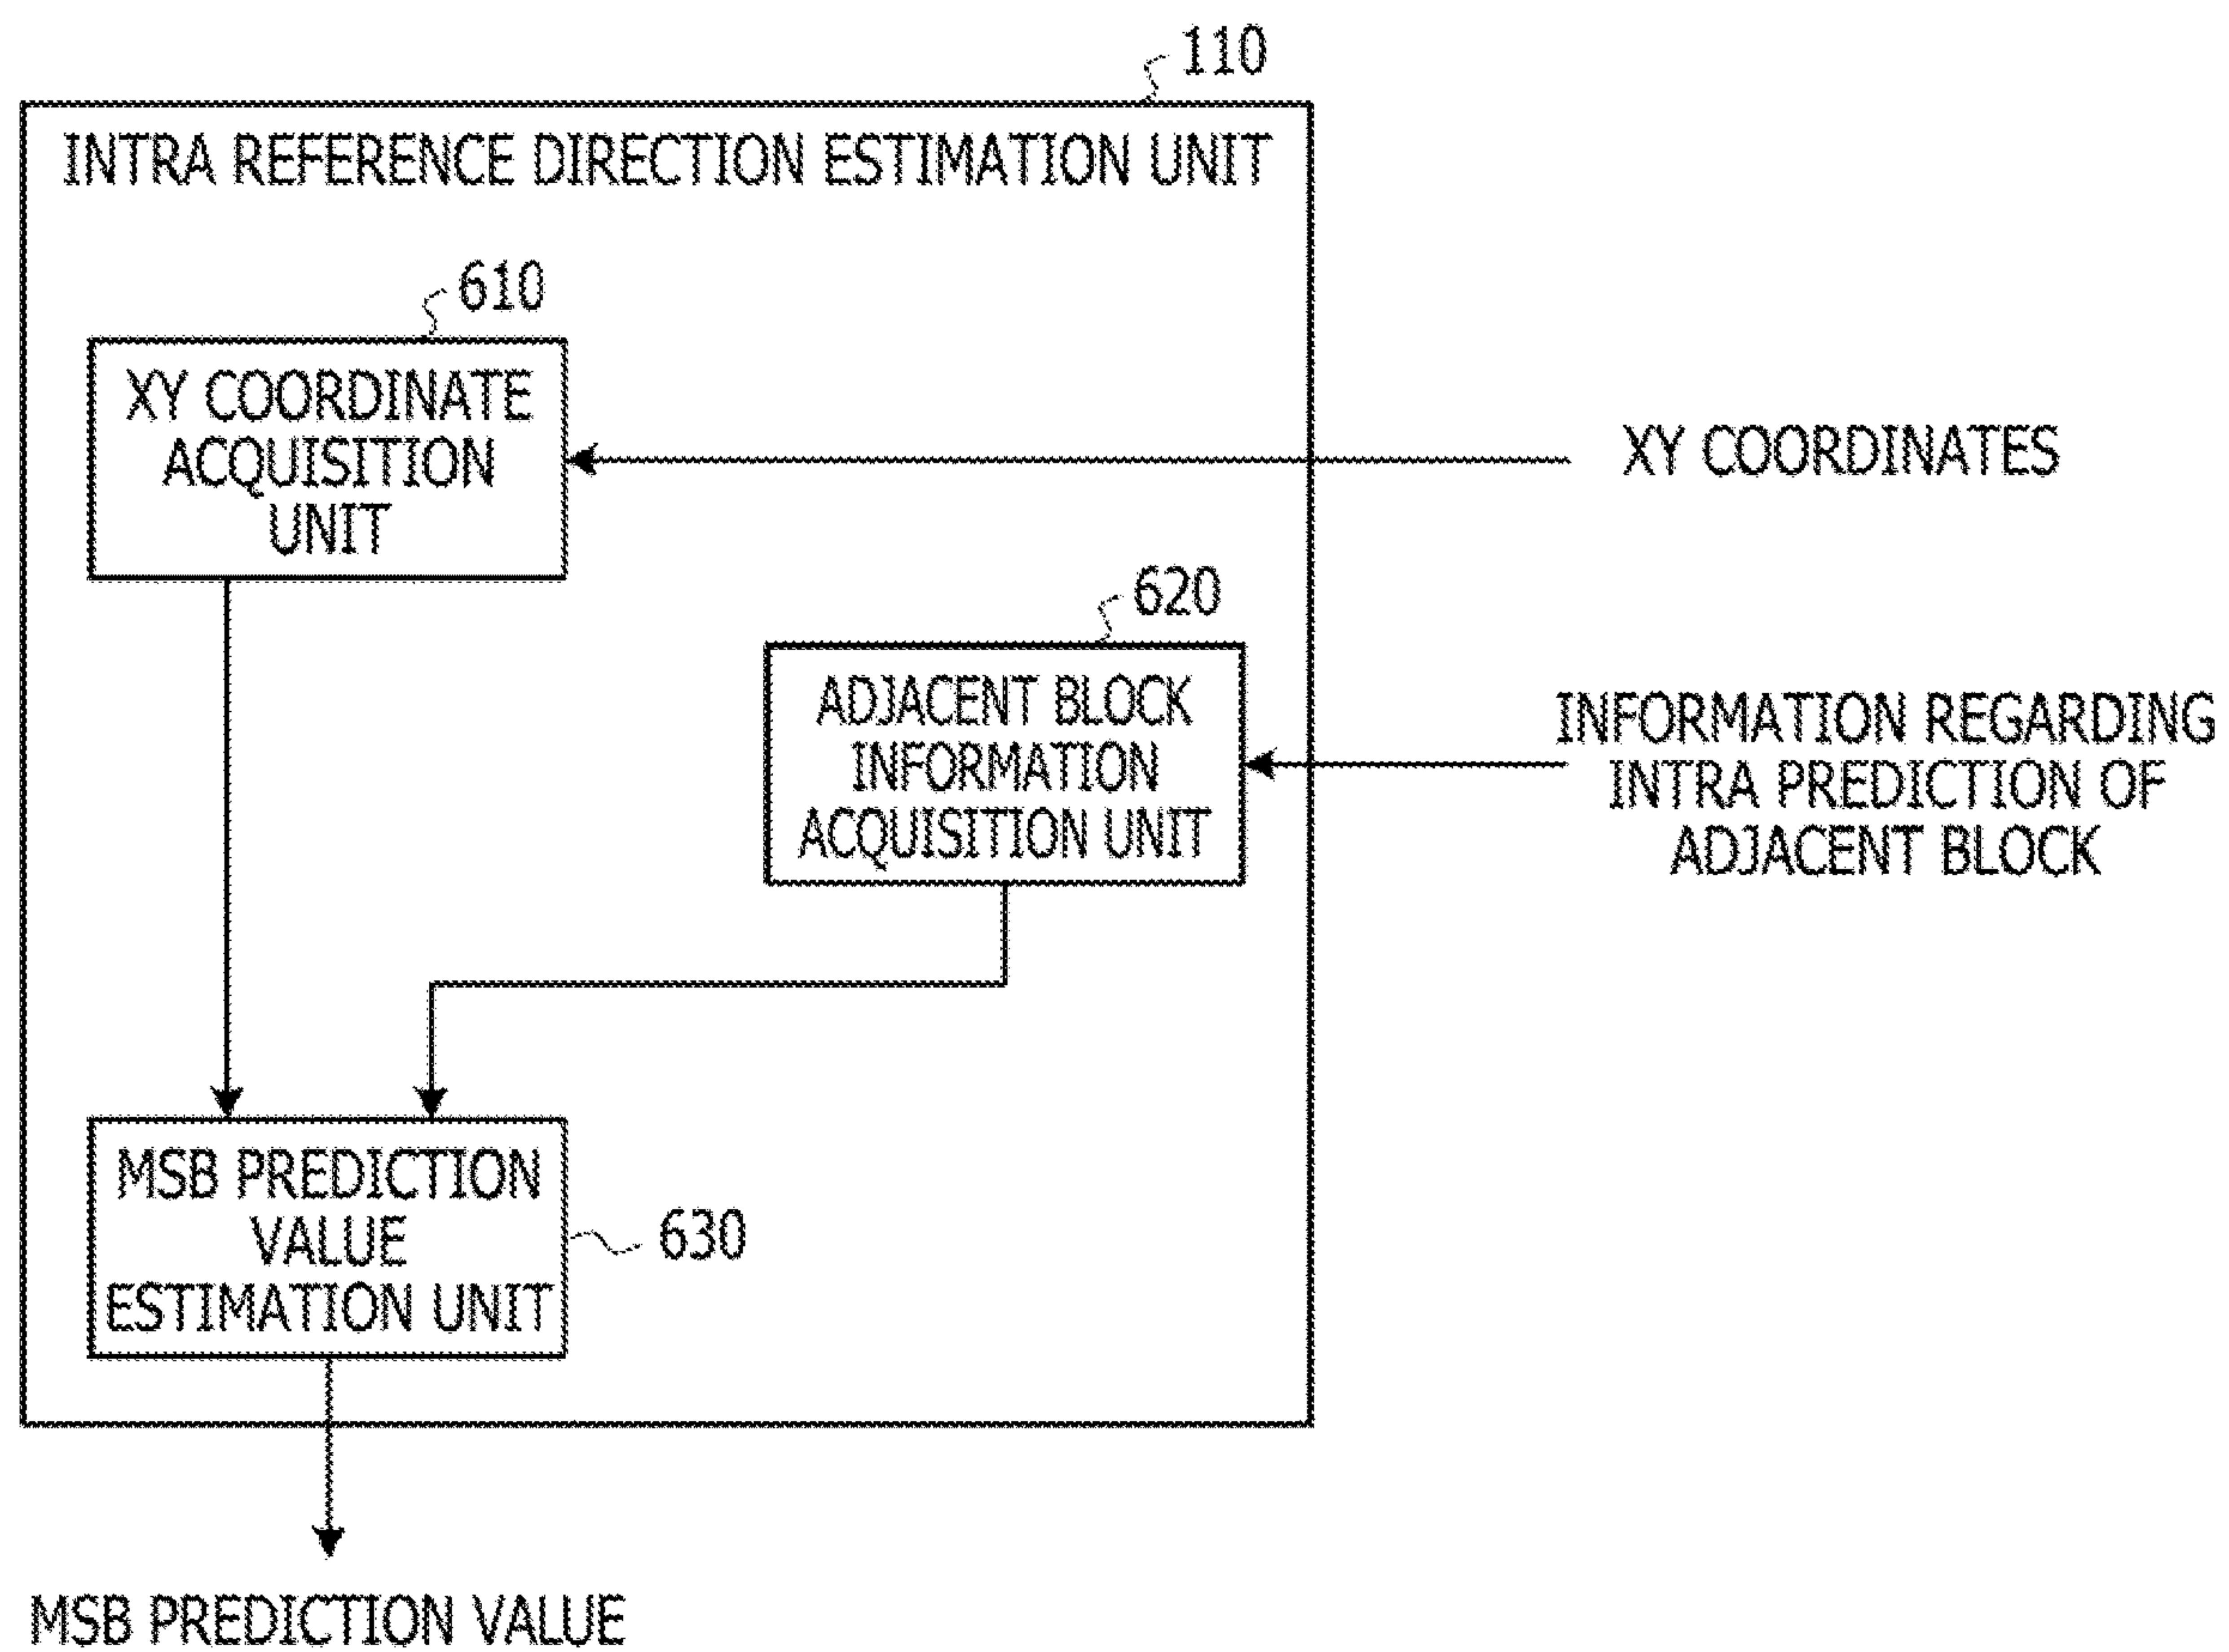 110
INTRA REFERENCE DIRECTION ESTIMATION UNIT
610
XY COORDINATE
ACQUISITION
UNIT
XY COORDINATES
620
ADJACENT BLOCK
INFORMATION
ACQUISITION UNIT
INFORMATION REGARDING
INTRA PREDICTION OF
ADJACENT BLOCK
MSB PREDICTION
VALUE
ESTIMATION UNIT
630
MSB PREDICTION VALUE